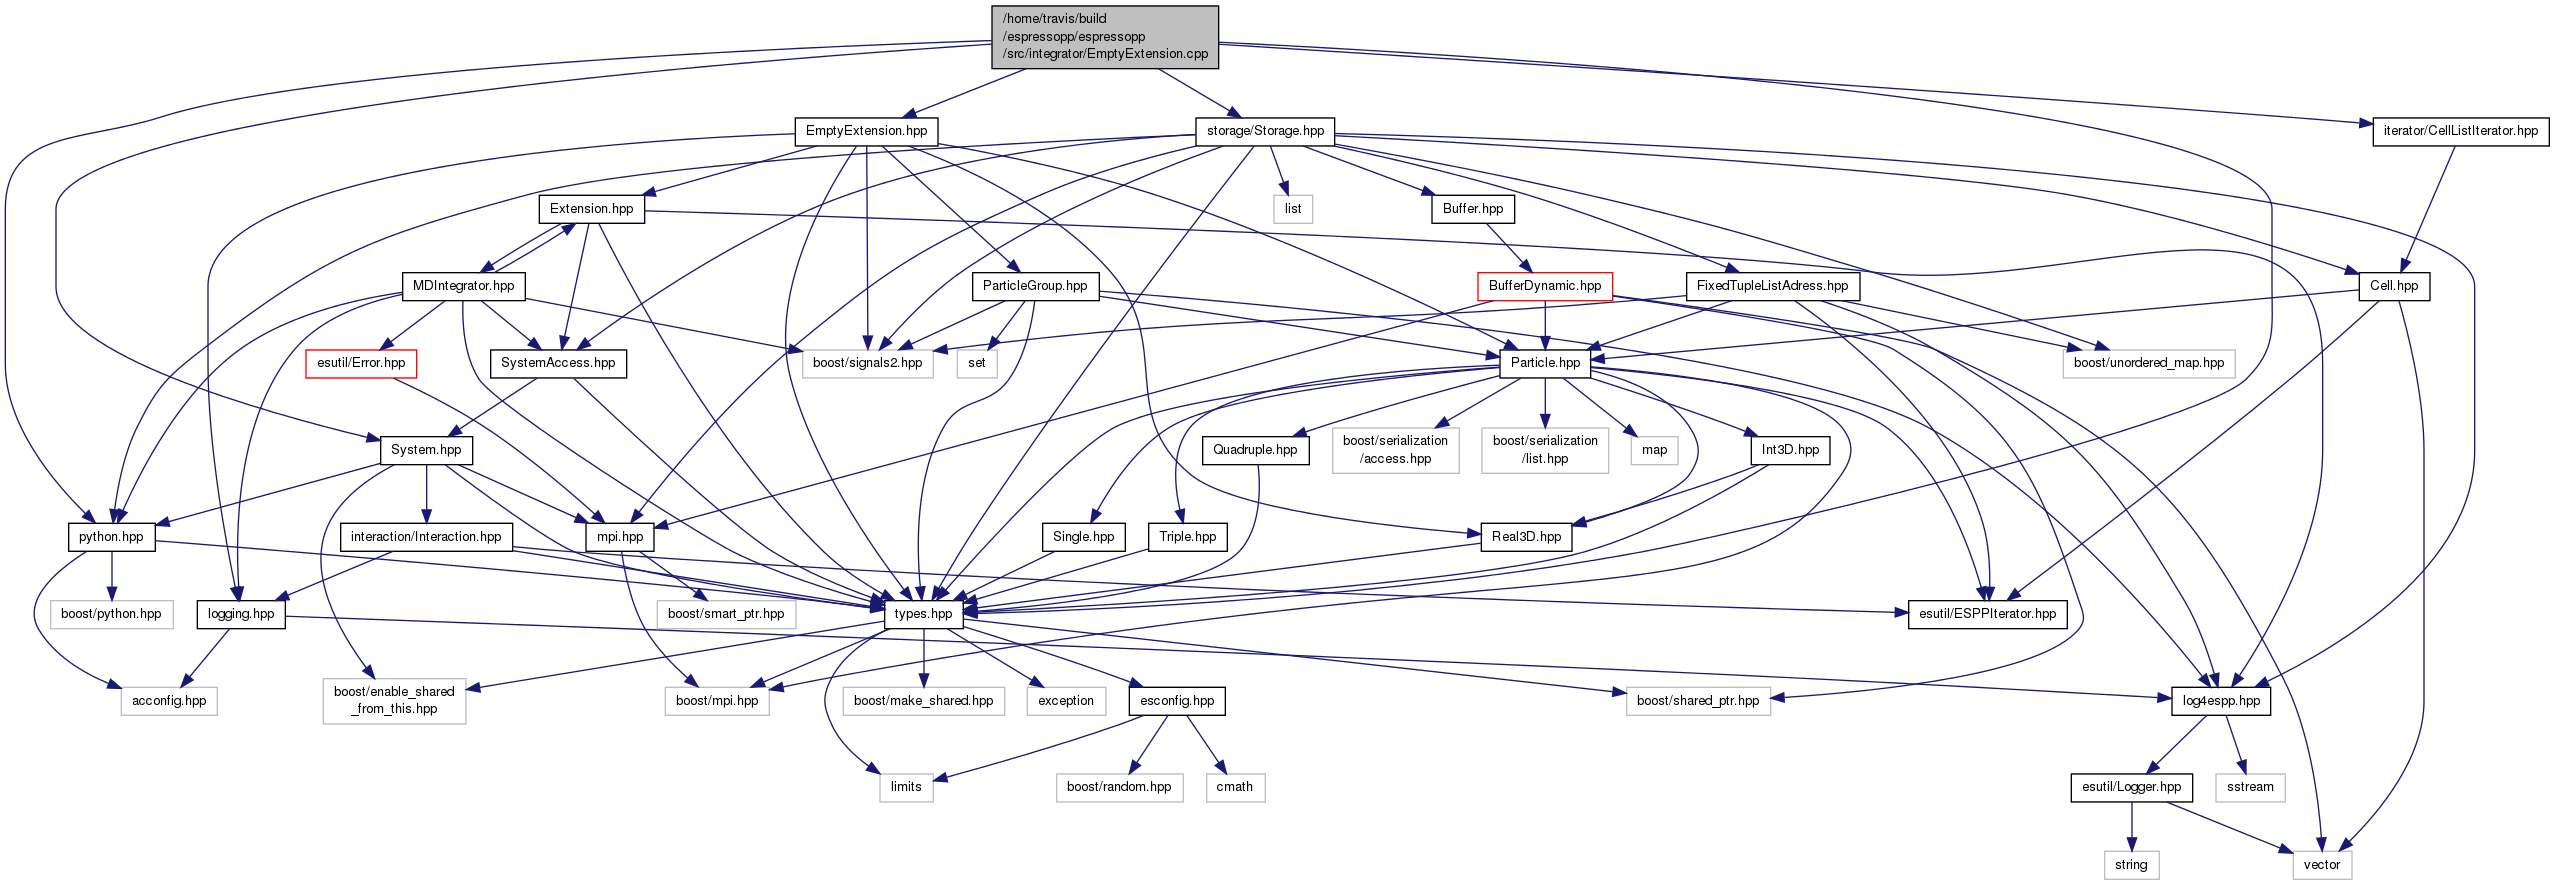 /home/travis/build
/espressopp/espressopp
/src/integrator/EmptyExtension.cpp
EmptyExtension.hpp
storage/Storage.hpp
iterator/CellListIterator.hpp
Extension.hpp
list
Buffer.hpp
MDIntegrator.hpp
ParticleGroup.hpp
BufferDynamic.hpp
FixedTupleListAdress.hpp
Cell.hpp
esutil/Error.hpp
SystemAccess.hpp
boost/signals2.hpp
set
Particle.hpp
boost/unordered_map.hpp
System.hpp
Quadruple.hpp
boost/serialization
/access.hpp
boost/serialization
/list.hpp
map
Int3D.hpp
python.hpp
interaction/Interaction.hpp
mpi.hpp
Single.hpp
Triple.hpp
Real3D.hpp
boost/python.hpp
logging.hpp
boost/smart_ptr.hpp
types.hpp
esutil/ESPPIterator.hpp
acconfig.hpp
boost/enable_shared
_from_this.hpp
boost/mpi.hpp
boost/make_shared.hpp
exception
esconfig.hpp
boost/shared_ptr.hpp
log4espp.hpp
limits
boost/random.hpp
cmath
esutil/Logger.hpp
sstream
string
vector